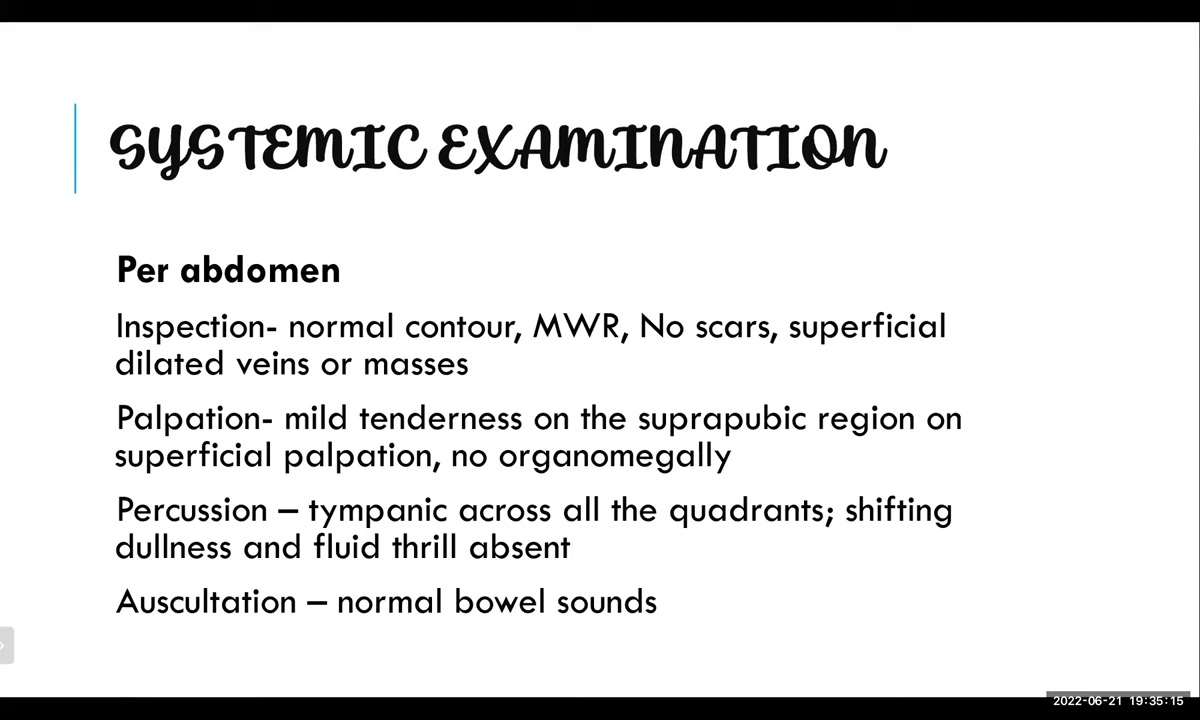 SYSTEMIC EXAMINATION
Per abdomen
Inspection- normal contour, MWR, No scars, superficial
dilated veins or masses
Palpation- mild tenderness on the suprapubic region on
superficial palpation, no organomegally
Percussion – tympanic across all the quadrants; shifting
dullness and fluid thrill absent
Auscultation – normal bowel sounds
2022-06-21 19:35:15